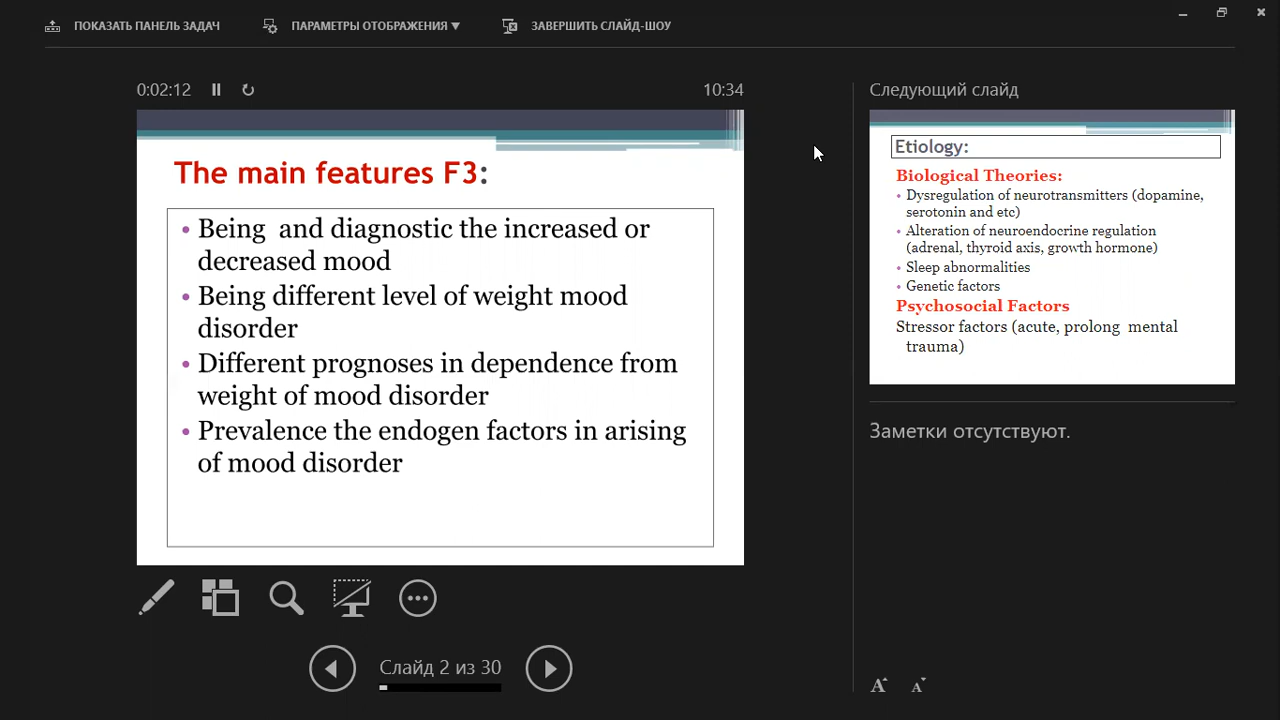 ПОКАЗАТЬ ПАНЕЛЬ ЗАДАЧ
ПАРАМЕТРЫ ОТОБРАЖЕНИЯ ▼
ЗАВЕРШИТЬ СЛАЙД-ШОУ
0:02:12
10:34
The main features F3:
• Being and diagnostic the increased or
decreased mood
• Being different level of weight mood
disorder
• Different prognoses in dependence from
weight of mood disorder
• Prevalence the endogen factors in arising
of mood disorder
Слайд 2 из 30
Следующий слайд
Etiology:
Biological Theories:
• Dysregulation of neurotransmitters (dopamine,
serotonin and etc)
• Alteration of neuroendocrine regulation
(adrenal, thyroid axis, growth hormone)
• Sleep abnormalities
• Genetic factors
Psychosocial Factors
Stressor factors (acute, prolong mental
trauma)
Заметки отсутствуют.
A A